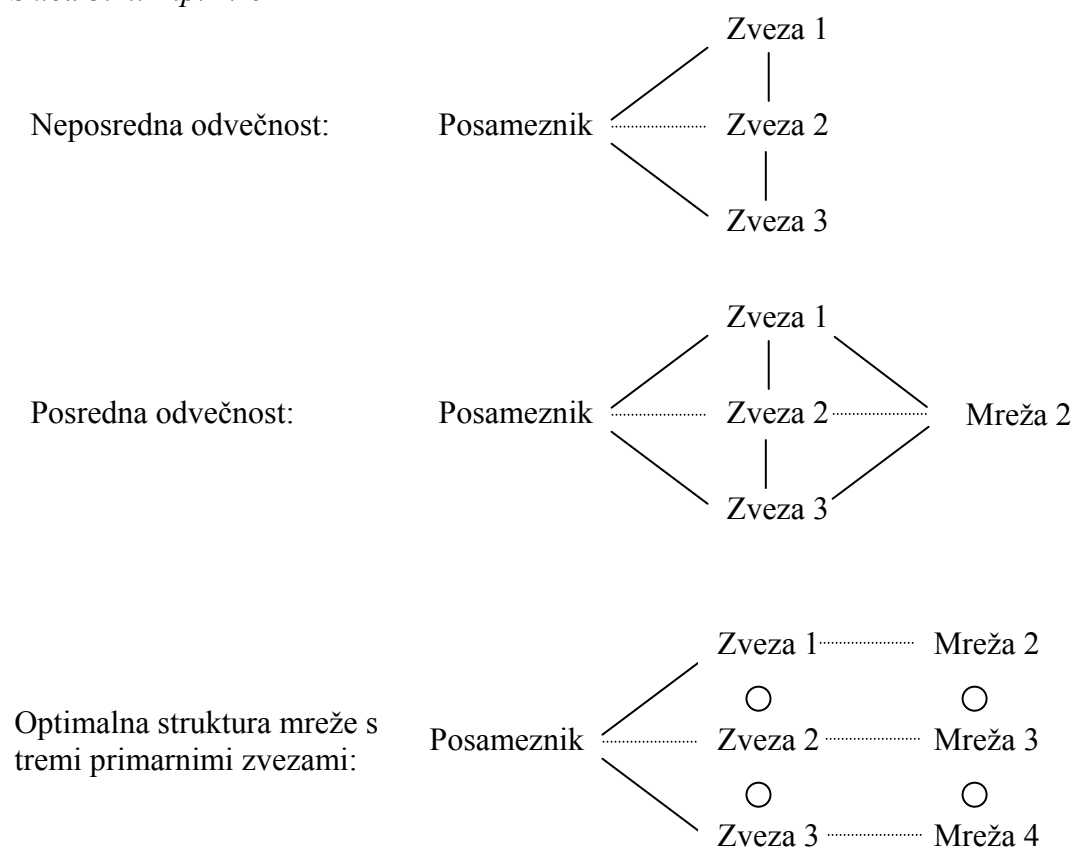 Zveza 1
Neposredna odvečnost: Posameznik Zveza 2
Zveza 3
Zveza 1
Posredna odvečnost: Posameznik Zveza 2 Mreža 2
Zveza 3
Zveza 1 Mreža 2
Optimalna struktura mreže s
tremi primarnimi zvezami:
Posameznik Zveza 2 Mreža 3
Zveza 3 Mreža 4